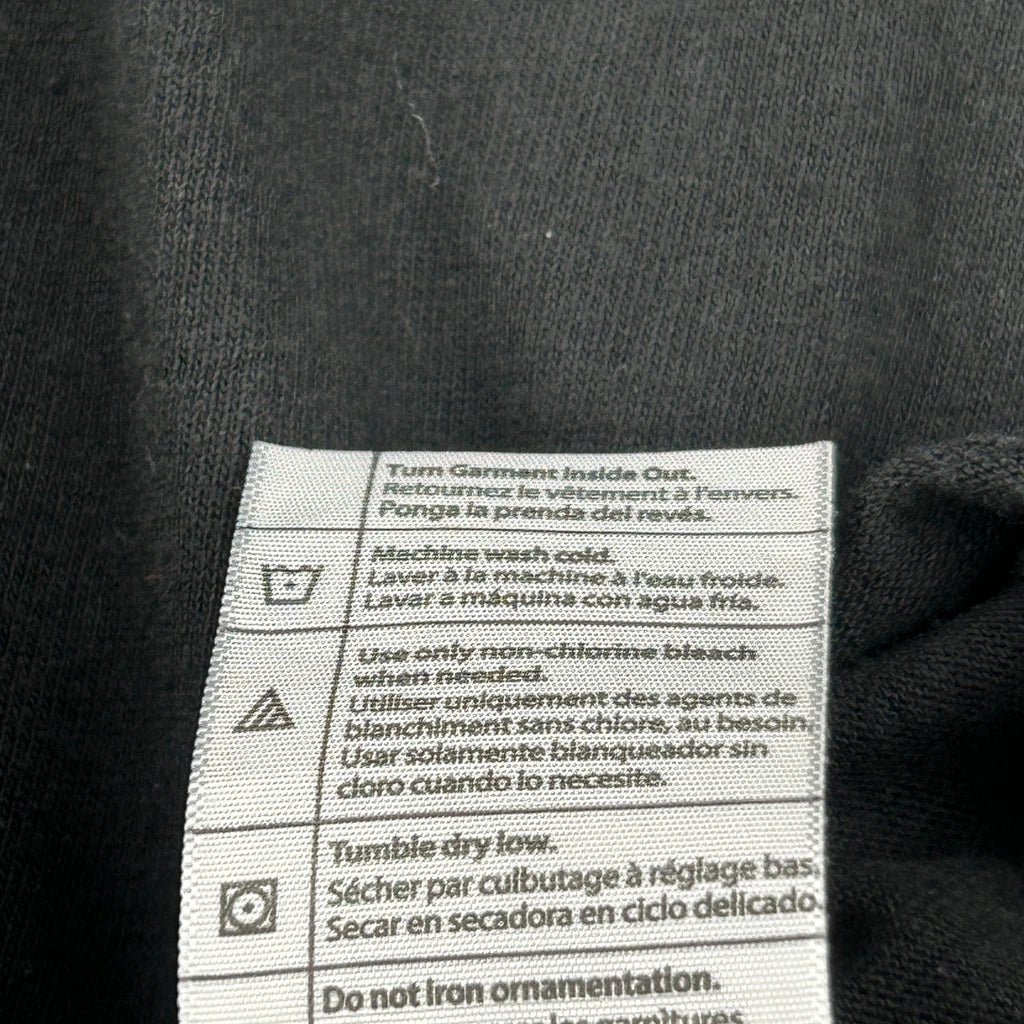 Turn Garment Inside Out.
Retournez le vêtement à l'envers.
Ponga la prenda del revés.
Machine wash cold.
Laver à la machine à l'eau froide.
Lavar a máquina con agua fría.
Use only non-chlorine bleach
when needed.
Utiliser uniquement des agents de
blanchiment sans chlore, au besoin.
Usar solamente blanqueador sin
cloro cuando lo necesite.
Tumble dry low.
Sécher par culbutage à réglage bas.
Secar en secadora en ciclo delicado.
Do not iron ornamentation.
les garnitures